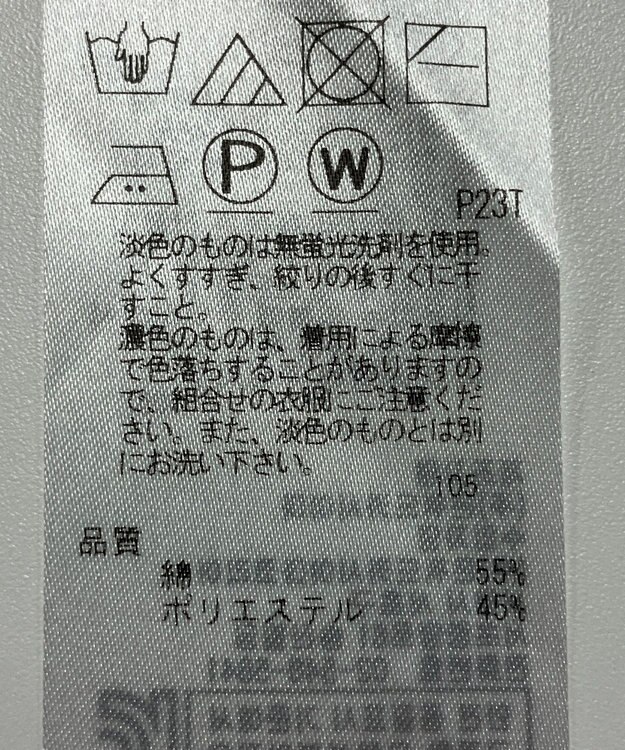 P W
P23T
淡色のものは無蛍光洗剤を使用。
よくすすぎ、絞りの後すぐに干
すこと。
濃色のものは、着用による摩擦
で色落ちすることがありますの
で、組合せの衣服にご注意くだ
さい。また、淡色のものとは別
にお洗い下さい。
105
品質
綿 55%
ポリエステル 45%